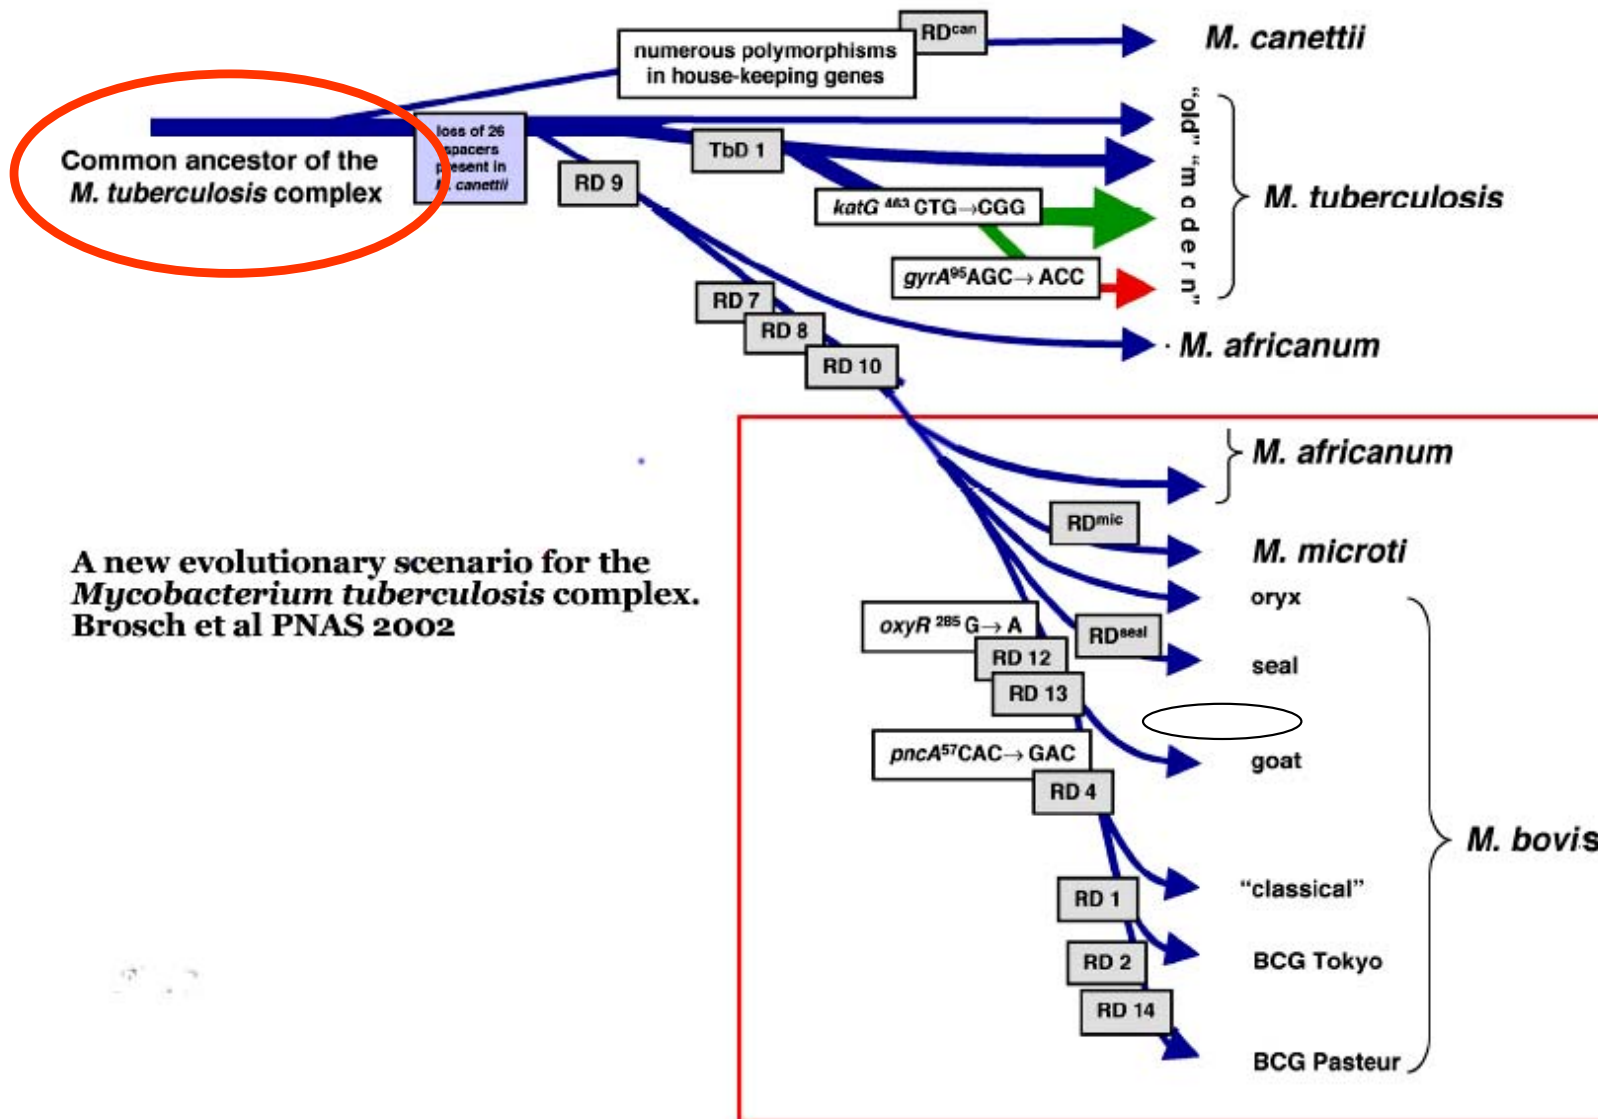 numerous polymorphisms
in house-keeping genes
RDcan
M. canettii
Common ancestor of the
M. tuberculosis complex
loss of 26
spacers
present in
M. canettii
RD 9
TbD 1
katG 463 CTG→CGG
gyrA95AGC→ ACC
"old" "mcdern"
M. tuberculosis
RD 7
RD 8
RD 10
M. africanum
M. africanum
RDmic
M. microti
A new evolutionary scenario for the
Mycobacterium tuberculosis complex.
Brosch et al PNAS 2002
oryx
oxyR 285 G→ A
RD 12
RD 13
RDseal
seal
pncA57CAC→ GAC
RD 4
goat
M. bovis
"classical"
RD 1
RD 2
RD 14
BCG Tokyo
BCG Pasteur